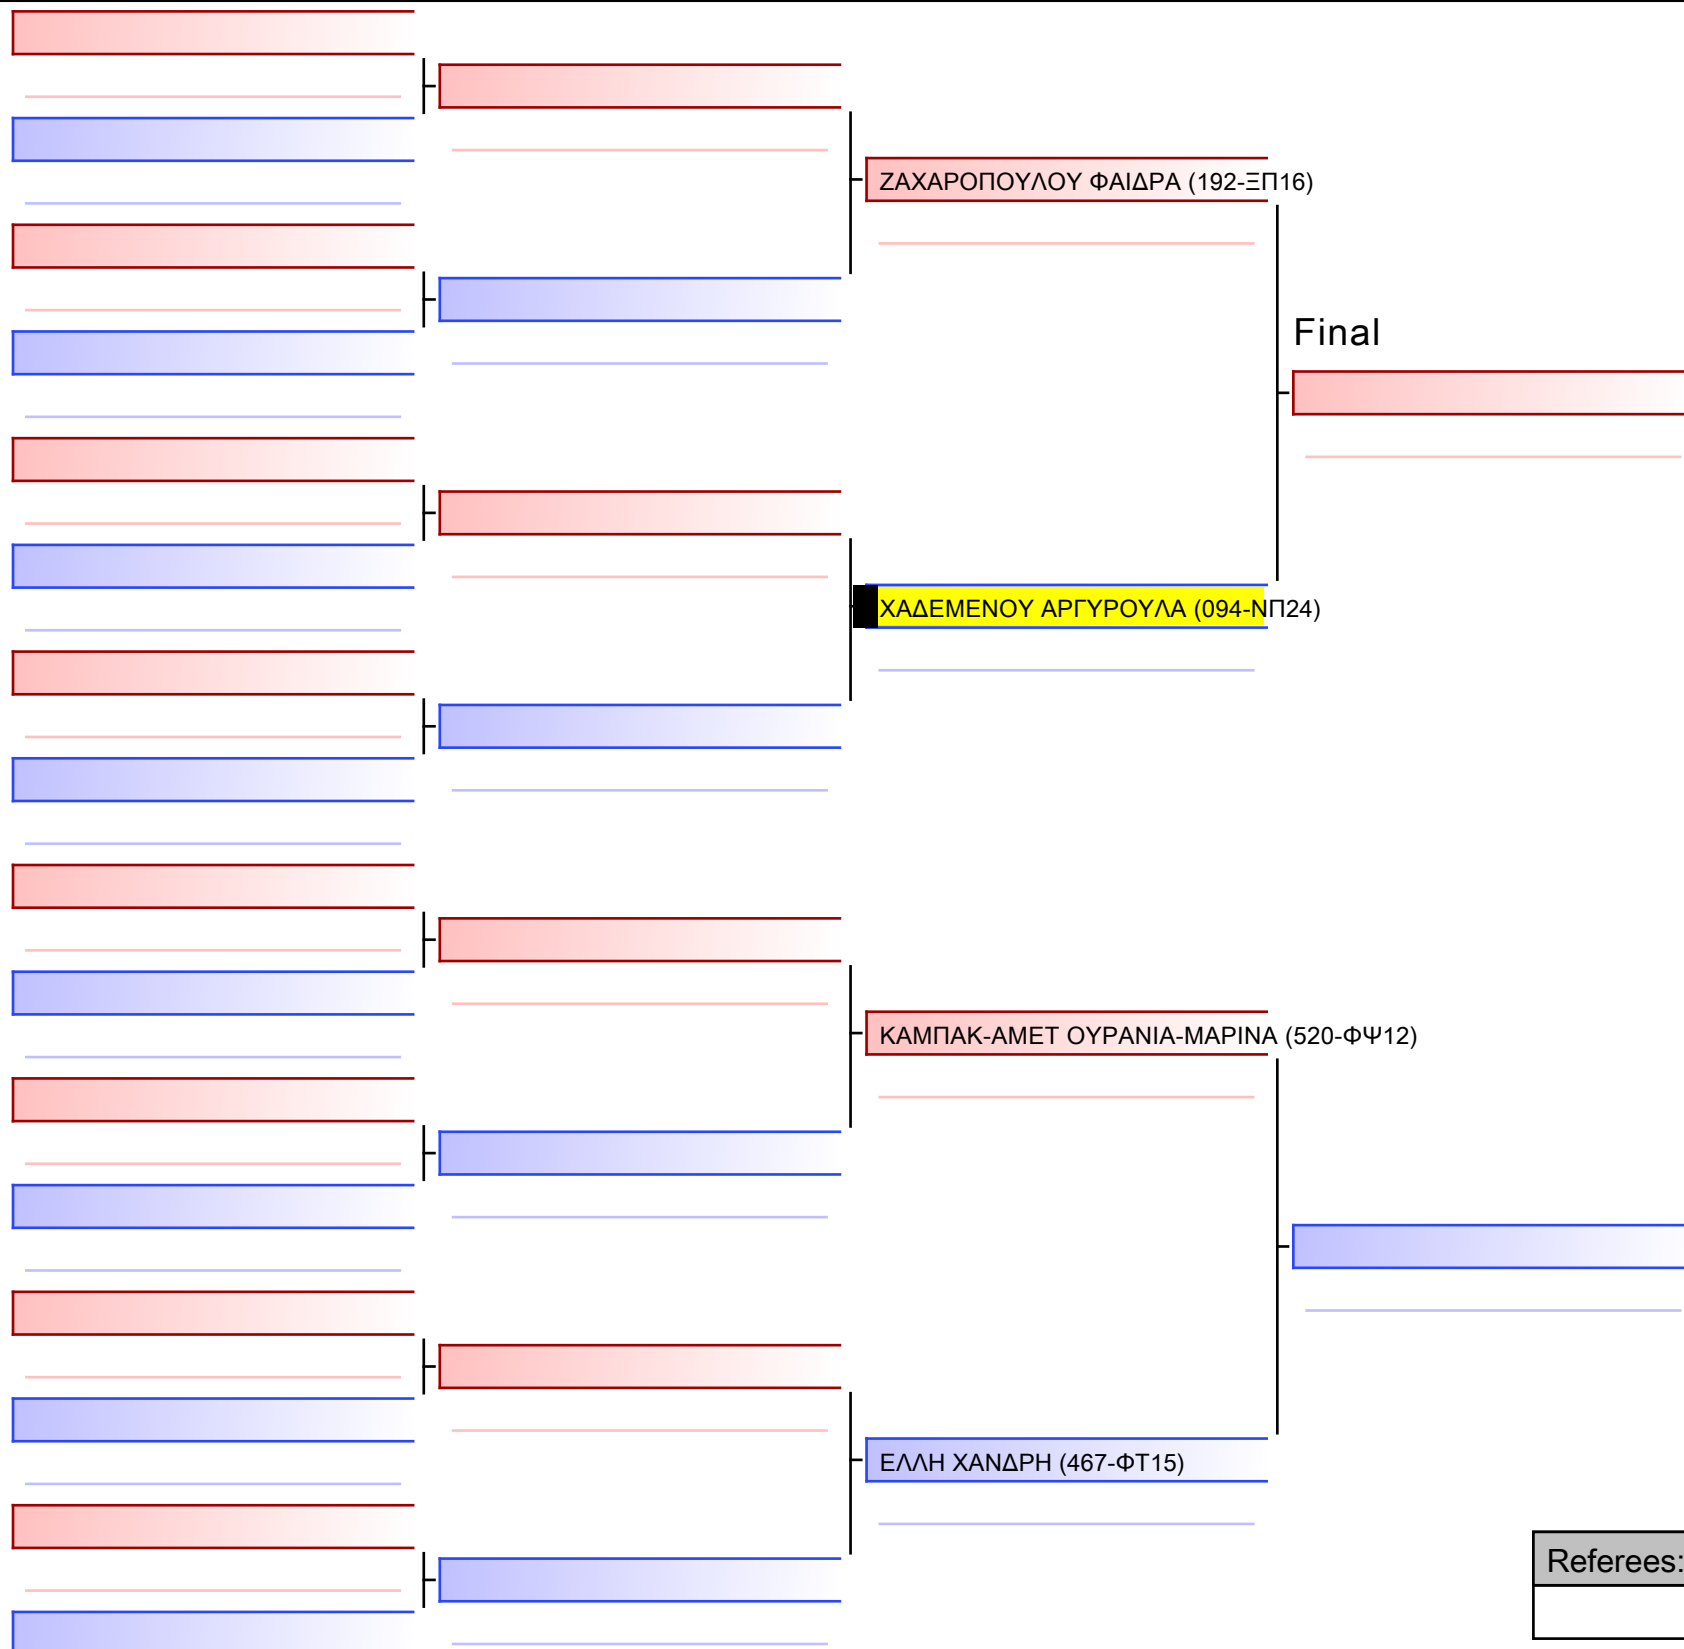 ΖΑΧΑΡΟΠΟΥΛΟΥ ΦΑΙΔΡΑ (192-ΞΠ16)
Final
ΧΑΔΕΜΕΝΟΥ ΑΡΓΥΡΟΥΛΑ (094-ΝΠ24)
ΚΑΜΠΑΚ-ΑΜΕΤ ΟΥΡΑΝΙΑ-ΜΑΡΙΝΑ (520-ΦΨ12)
ΕΛΛΗ ΧΑΝΔΡΗ (467-ΦΤ15)
Referees: